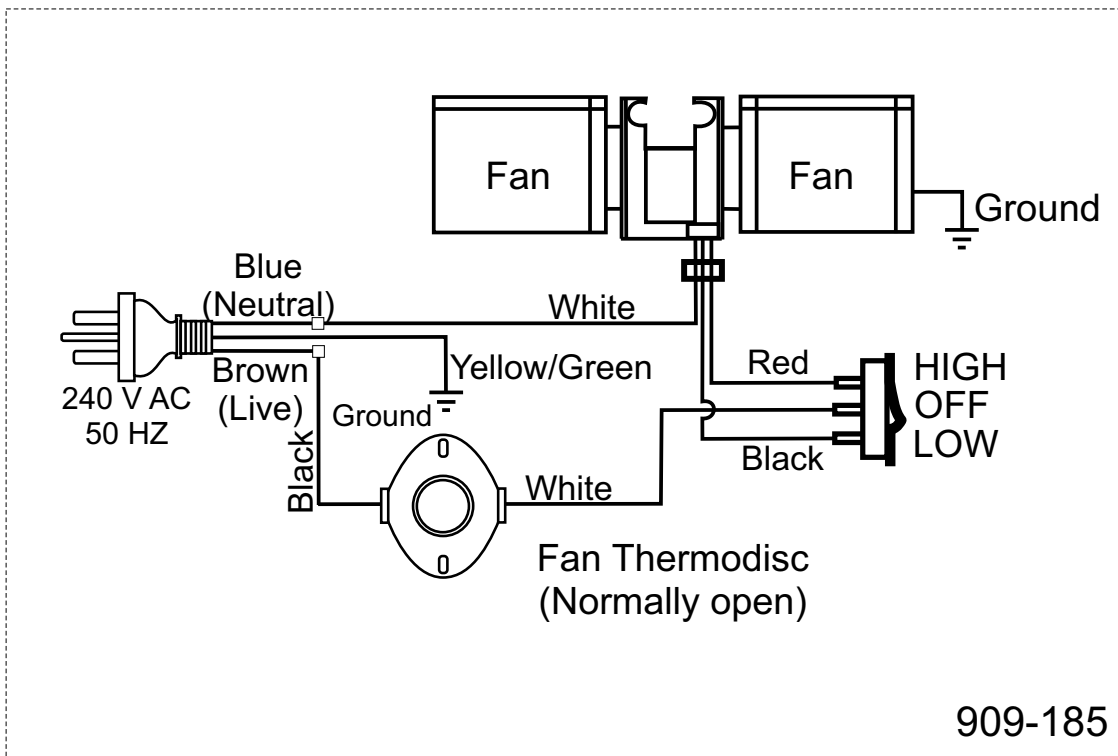 Fan
Fan
Ground
Blue
(Neutral)
White
Brown
(Live)
Yellow/Green
240 V AC
50 HZ
Ground
Black
Red
HIGH
OFF
LOW
Black
White
Fan Thermodisc
(Normally open)
909-185